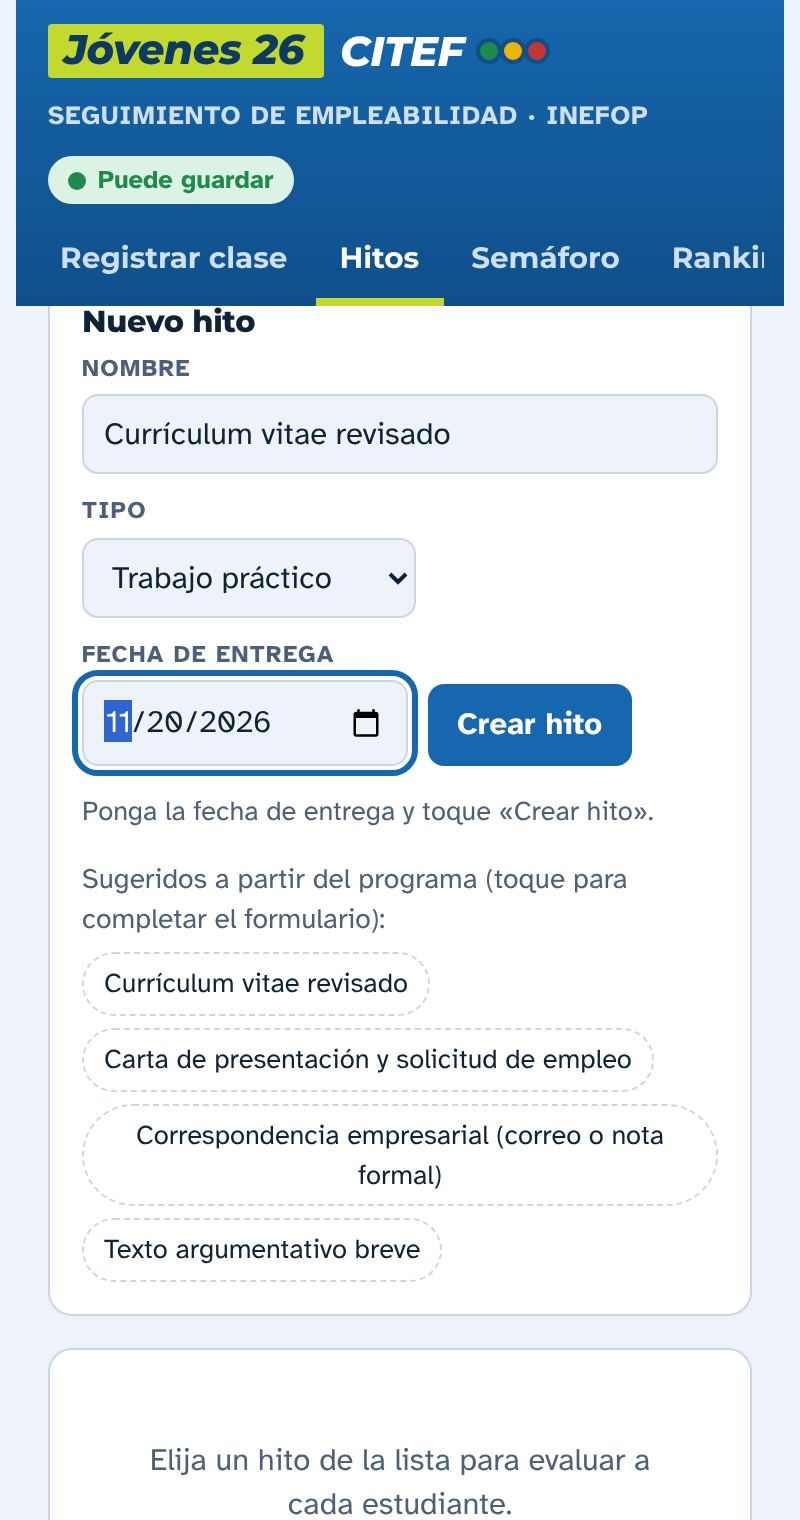 Jóvenes 26 CITEF
SEGUIMIENTO DE EMPLEABILIDAD · INEFOP
Puede guardar
Registrar clase Hitos Semáforo
Nuevo hito
NOMBRE
Currículum vitae revisado
TIPO
Trabajo práctico
FECHA DE ENTREGA
11/20/2026 Crear hito
Ponga la fecha de entrega y toque «Crear hito».
Sugeridos a partir del programa (toque para
completar el formulario):
Currículum vitae revisado
Carta de presentación y solicitud de empleo
Correspondencia empresarial (correo o nota
formal)
Texto argumentativo breve
Elija un hito de la lista para evaluar a
cada estudiante.